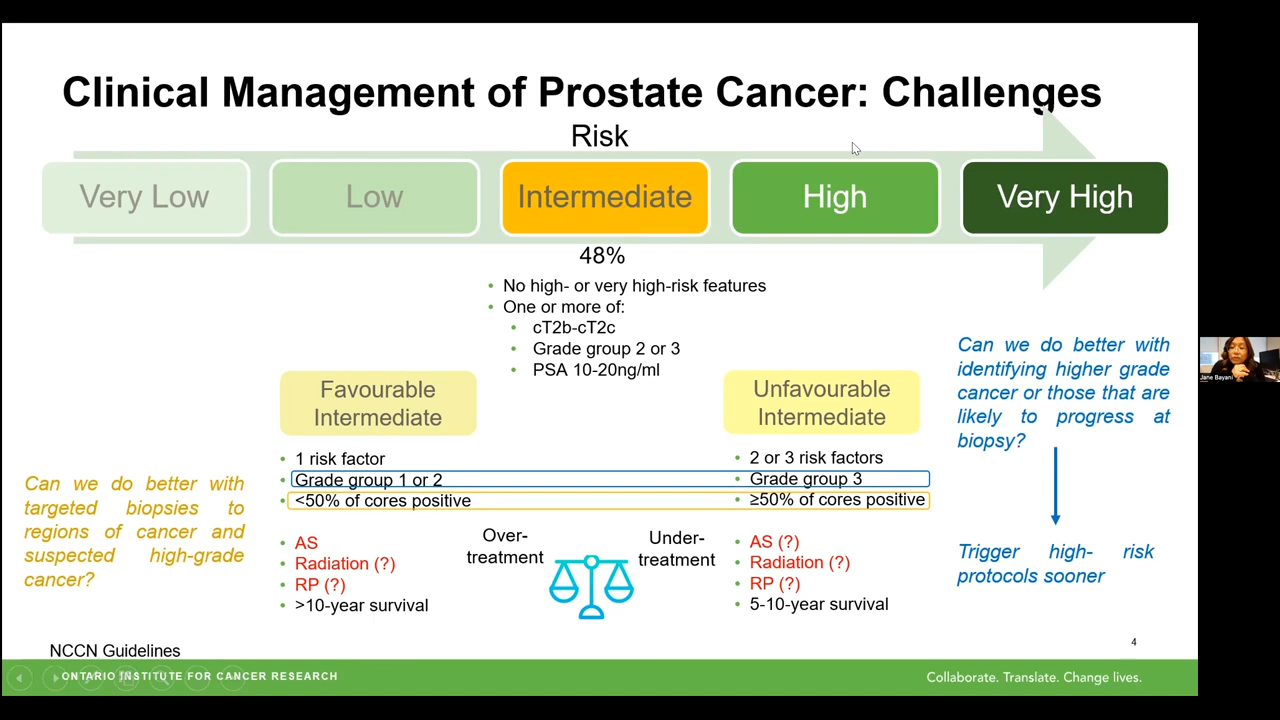 Clinical Management of Prostate Cancer: Challenges
Risk
Very Low
Low
Intermediate
High
Very High
48%
• No high- or very high-risk features
• One or more of:
• cT2b-cT2c
• Grade group 2 or 3
• PSA 10-20ng/ml
Favourable
Intermediate
• 1 risk factor
• Grade group 1 or 2
• <50% of cores positive
• AS
• Radiation (?)
• RP (?)
• >10-year survival
Unfavourable
Intermediate
• 2 or 3 risk factors
• Grade group 3
• ≥50% of cores positive
• AS (?)
• Radiation (?)
• RP (?)
• 5-10-year survival
Over-
treatment
Under-
treatment
Can we do better with
targeted biopsies to
regions of cancer and
suspected high-grade
cancer?
Can we do better with
identifying higher grade
cancer or those that are
likely to progress at
biopsy?
Trigger high- risk
protocols sooner
Jane Bayani
NCCN Guidelines
4
ONTARIO INSTITUTE FOR CANCER RESEARCH
Collaborate. Translate. Change lives.